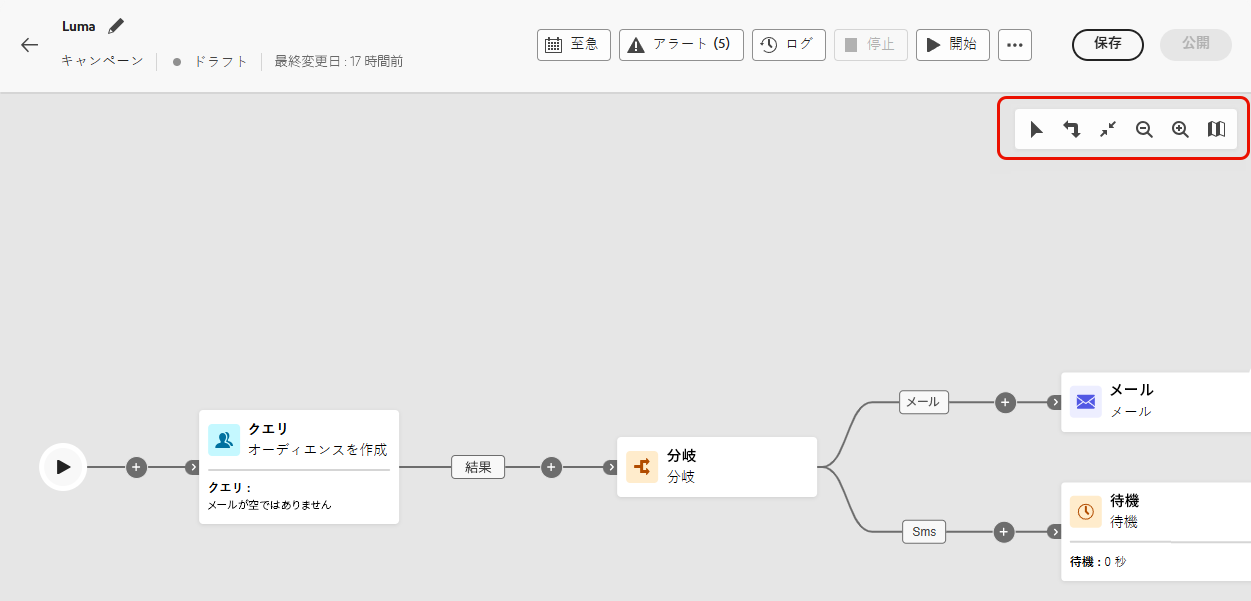 Luma
キャンペーン
ドラフト
最終変更日 : 17 時間前
至急
アラート (5)
ログ
停止
開始
保存
公開
クエリ
オーディエンスを作成
クエリ :
メールが空ではありません
結果
分岐
分岐
メール
メール
メール
Sms
待機
待機
待機 : 0 秒